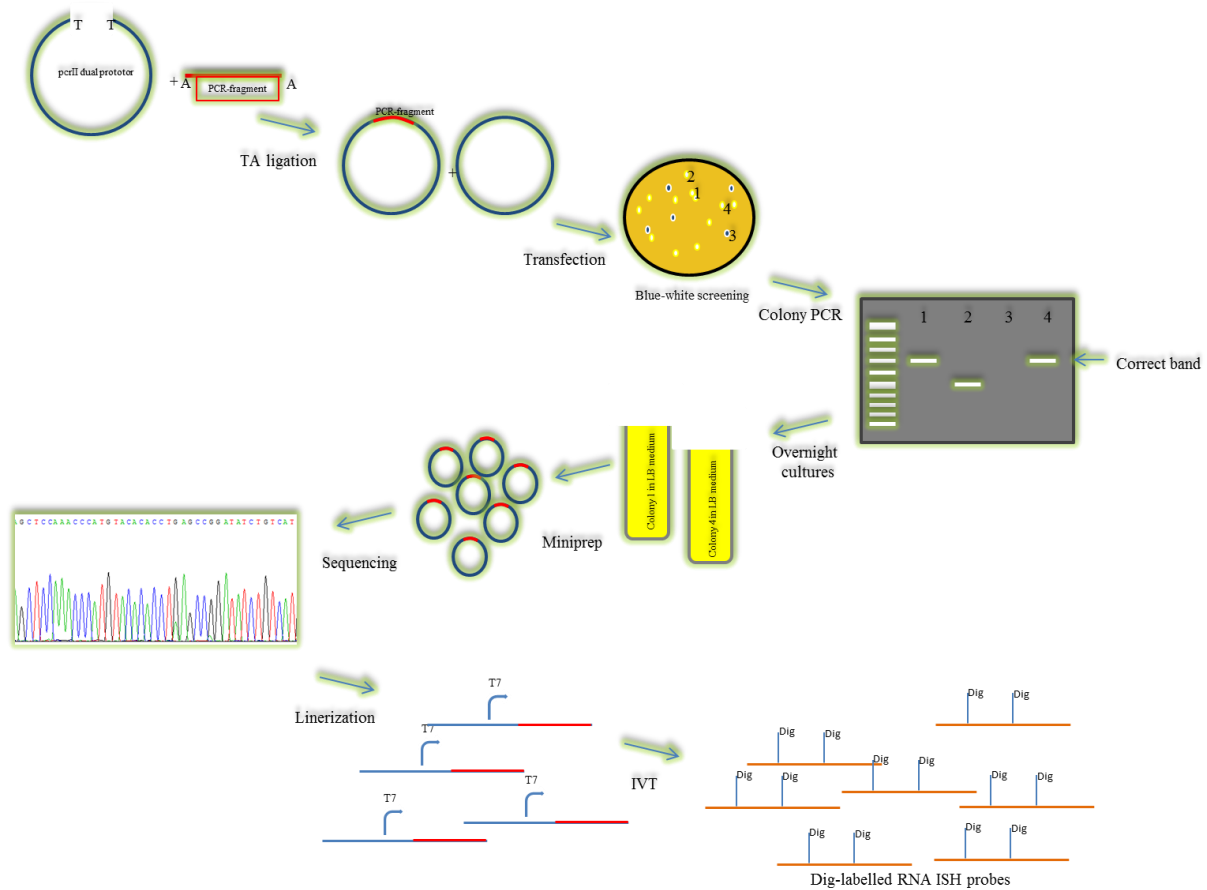 T T
pcrII dual prototor
+
A
PCR-fragment
A
TA ligation
PCR-fragment
+
Transfection
2
1
4
3
Blue-white screening
Colony PCR
1 2 3 4
Correct band
Overnight
cultures
Colony 1 in LB medium
Colony 4 in LB medium
Miniprep
Sequencing
AGCTCCAAACCCATGTACACACCTGAGCCGGATATCTGTCAT
Linerization
T7
T7
T7
T7
IVT
Dig Dig
Dig Dig
Dig Dig
Dig Dig
Dig Dig
Dig Dig
Dig Dig
Dig-labelled RNA ISH probes